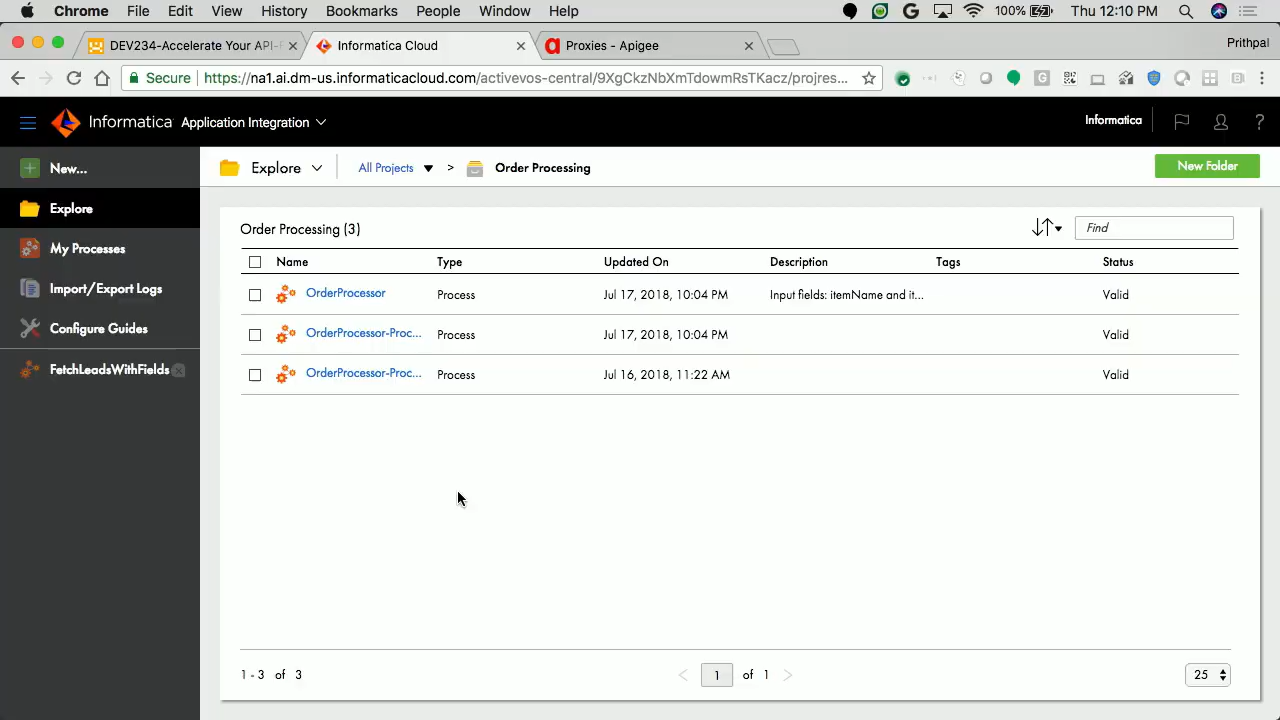 Chrome File Edit View History Bookmarks People Window Help 100% Thu 12:10 PM
DEV234-Accelerate Your API-F Informatica Cloud Proxies - Apigee Prithpal
Secure https://na1.ai.dm-us.informaticacloud.com/activevos-central/9XgCkzNbXmTdowmRsTKacz/projres...
Informatica Application Integration Informatica ?
New... Explore All Projects > Order Processing New Folder
Explore
My Processes
Import/Export Logs
Configure Guides
FetchLeadsWithFields
Order Processing (3) Find
Name Type Updated On Description Tags Status
OrderProcessor Process Jul 17, 2018, 10:04 PM Input fields: itemName and it... Valid
OrderProcessor-Proc... Process Jul 17, 2018, 10:04 PM Valid
OrderProcessor-Proc... Process Jul 16, 2018, 11:22 AM Valid
1 - 3 of 3 < 1 of 1 > 25